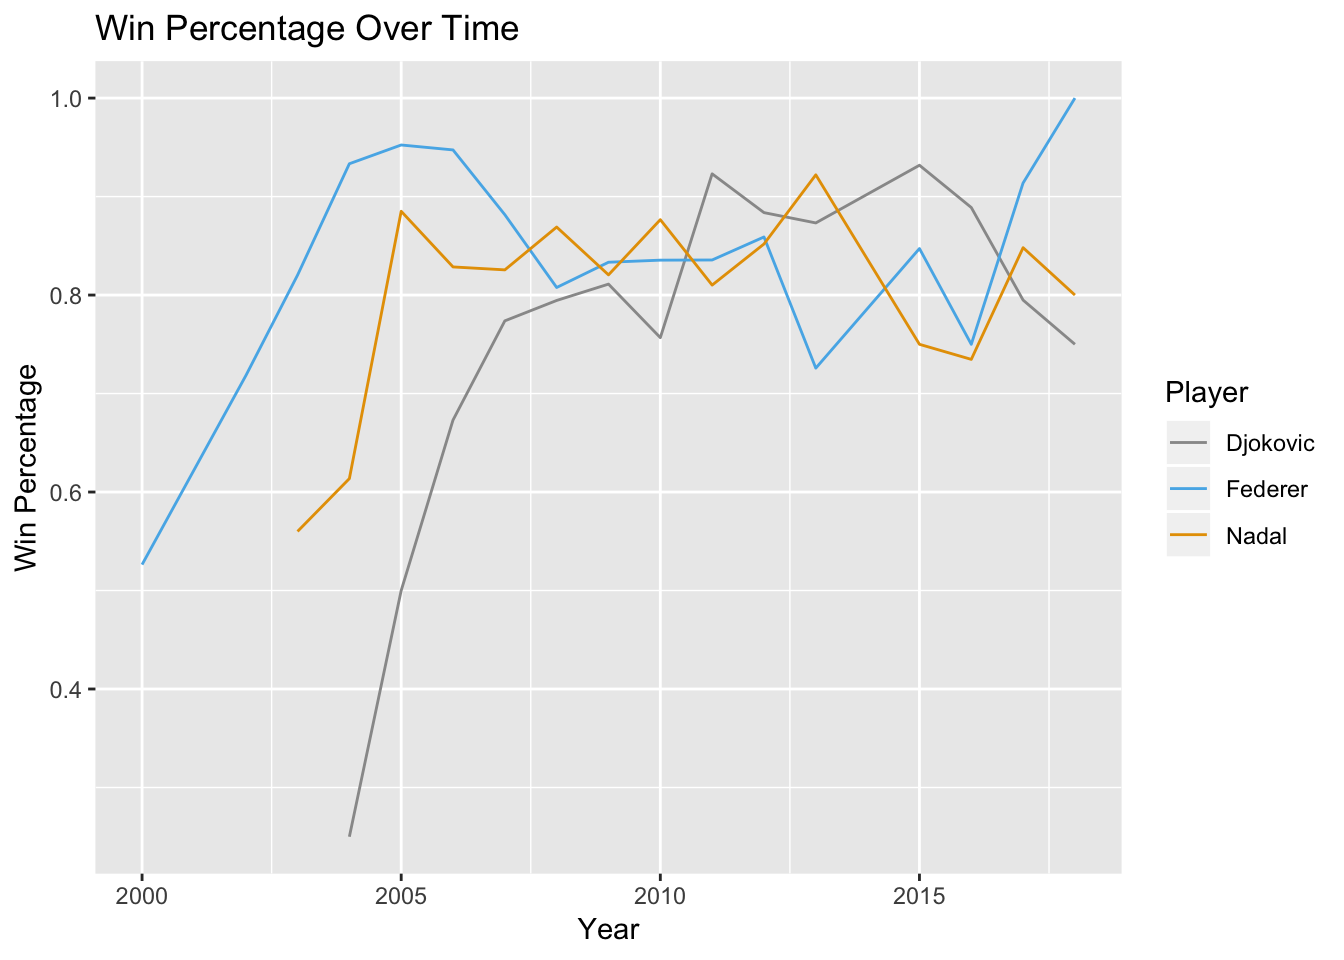 Win Percentage Over Time
Win Percentage
1.0
0.8
0.6
0.4
2000
2005
2010
2015
Year
Player
Djokovic
Federer
Nadal